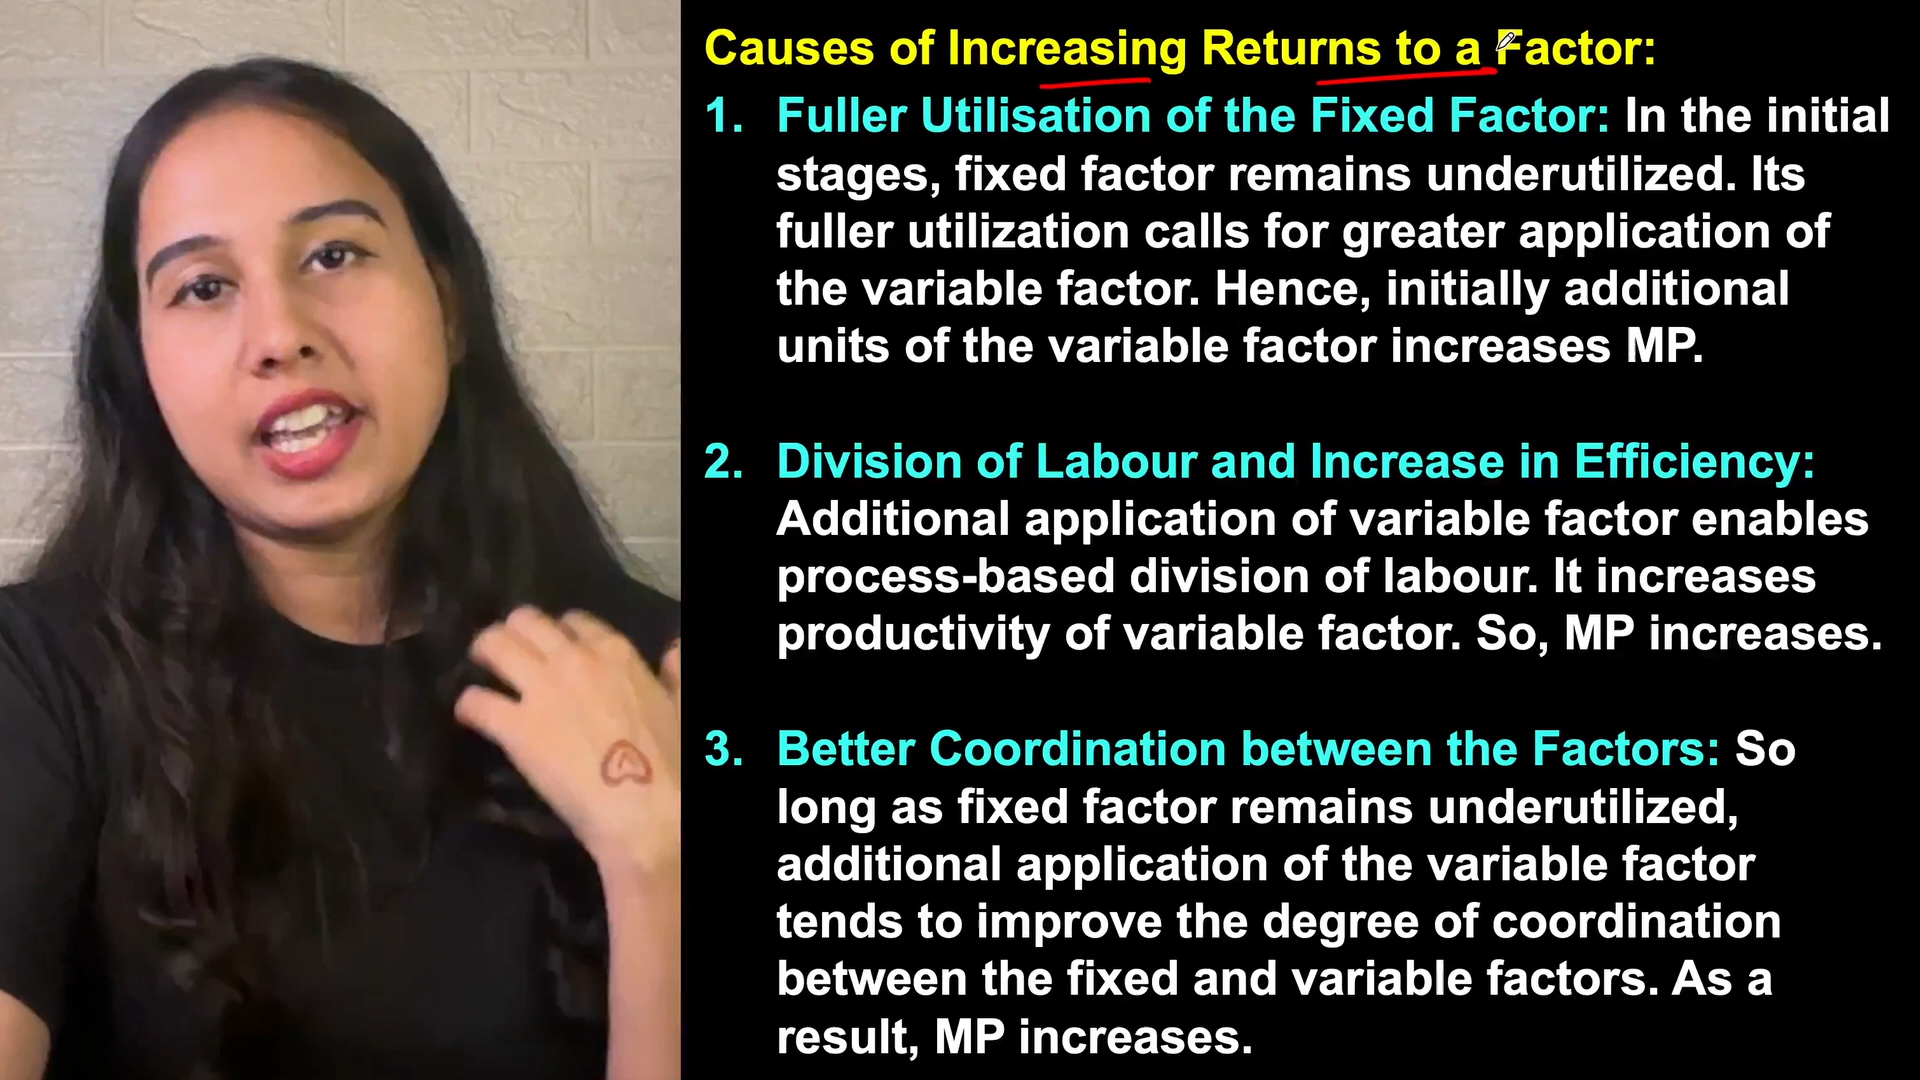 Causes of Increasing Returns to a Factor:
1. Fuller Utilisation of the Fixed Factor: In the initial
stages, fixed factor remains underutilized. Its
fuller utilization calls for greater application of
the variable factor. Hence, initially additional
units of the variable factor increases MP.
2. Division of Labour and Increase in Efficiency:
Additional application of variable factor enables
process-based division of labour. It increases
productivity of variable factor. So, MP increases.
3. Better Coordination between the Factors: So
long as fixed factor remains underutilized,
additional application of the variable factor
tends to improve the degree of coordination
between the fixed and variable factors. As a
result, MP increases.